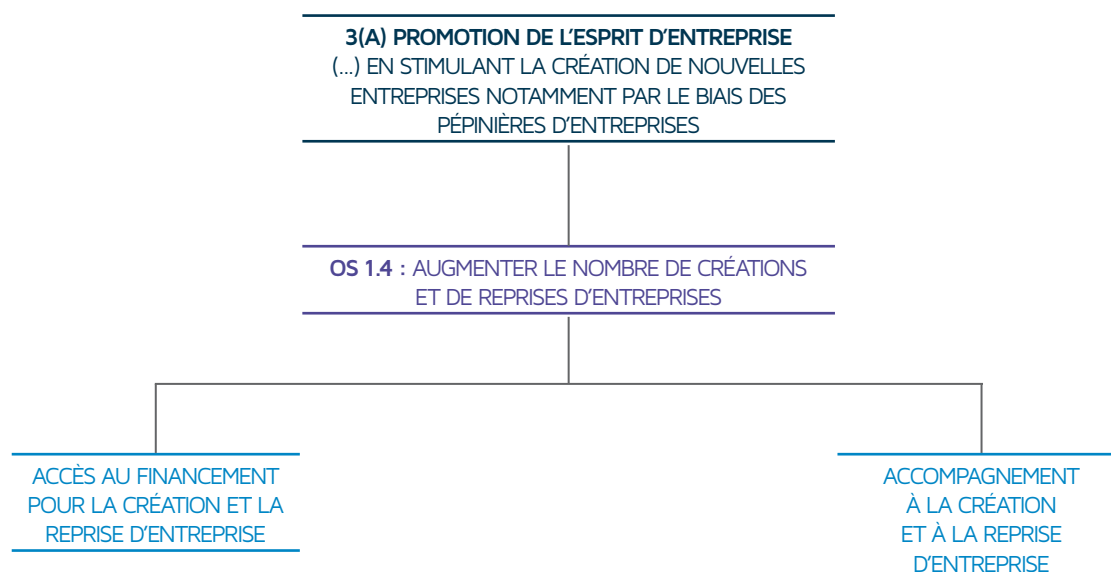 3(A) PROMOTION DE L'ESPRIT D'ENTREPRISE
(...) EN STIMULANT LA CRÉATION DE NOUVELLES
ENTREPRISES NOTAMMENT PAR LE BIAIS DES
PÉPINIÈRES D'ENTREPRISES
OS 1.4 : AUGMENTER LE NOMBRE DE CRÉATIONS
ET DE REPRISES D'ENTREPRISES
ACCÈS AU FINANCEMENT
POUR LA CRÉATION ET LA
REPRISE D'ENTREPRISE
ACCOMPAGNEMENT
À LA CRÉATION
ET À LA REPRISE
D'ENTREPRISE